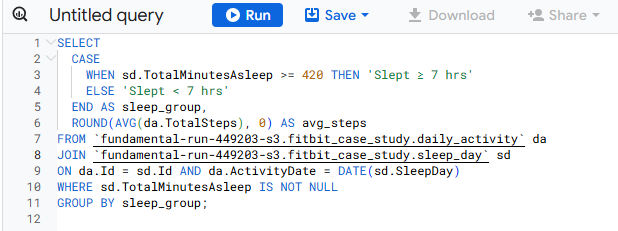 Untitled query Run Save Download Share
1 SELECT
2 CASE
3 WHEN sd.TotalMinutesAsleep >= 420 THEN 'Slept ≥ 7 hrs'
4 ELSE 'Slept < 7 hrs'
5 END AS sleep_group,
6 ROUND(AVG(da.TotalSteps), 0) AS avg_steps
7 FROM `fundamental-run-449203-s3.fitbit_case_study.daily_activity` da
8 JOIN `fundamental-run-449203-s3.fitbit_case_study.sleep_day` sd
9 ON da.Id = sd.Id AND da.ActivityDate = DATE(sd.SleepDay)
10 WHERE sd.TotalMinutesAsleep IS NOT NULL
11 GROUP BY sleep_group;
12